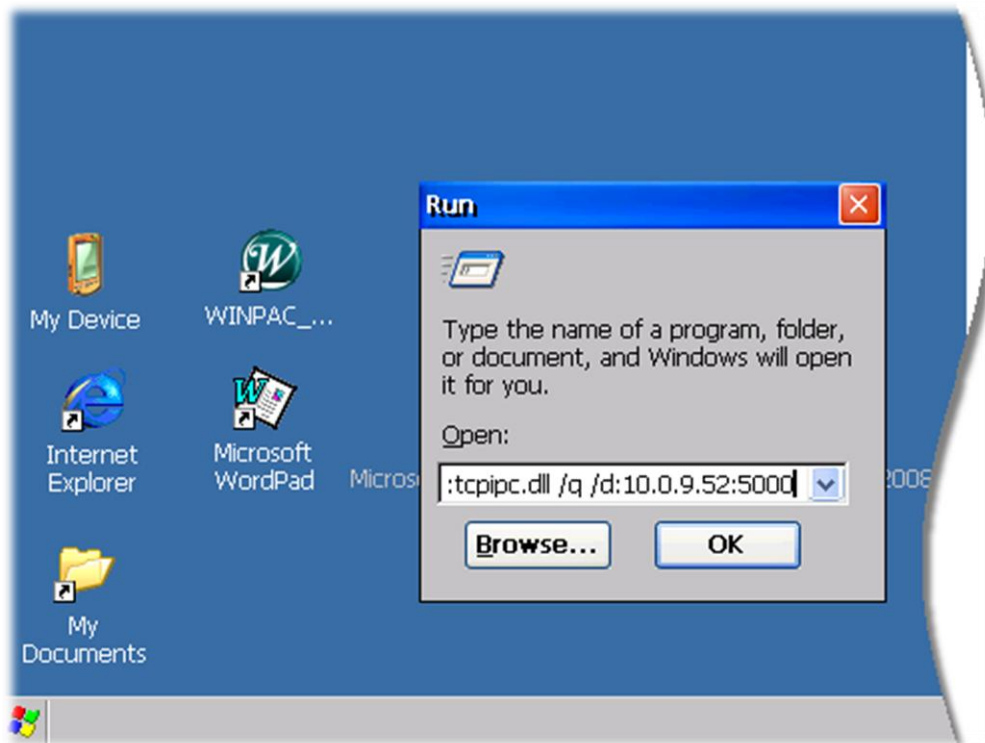 Run
Type the name of a program, folder,
or document, and Windows will open
it for you.
Open:
:tcpipc.dll /q /d:10.0.9.52:5000
Browse...
OK
My Device
WINPAC_...
Internet
Explorer
Microsoft
WordPad
Micros
2008
My
Documents